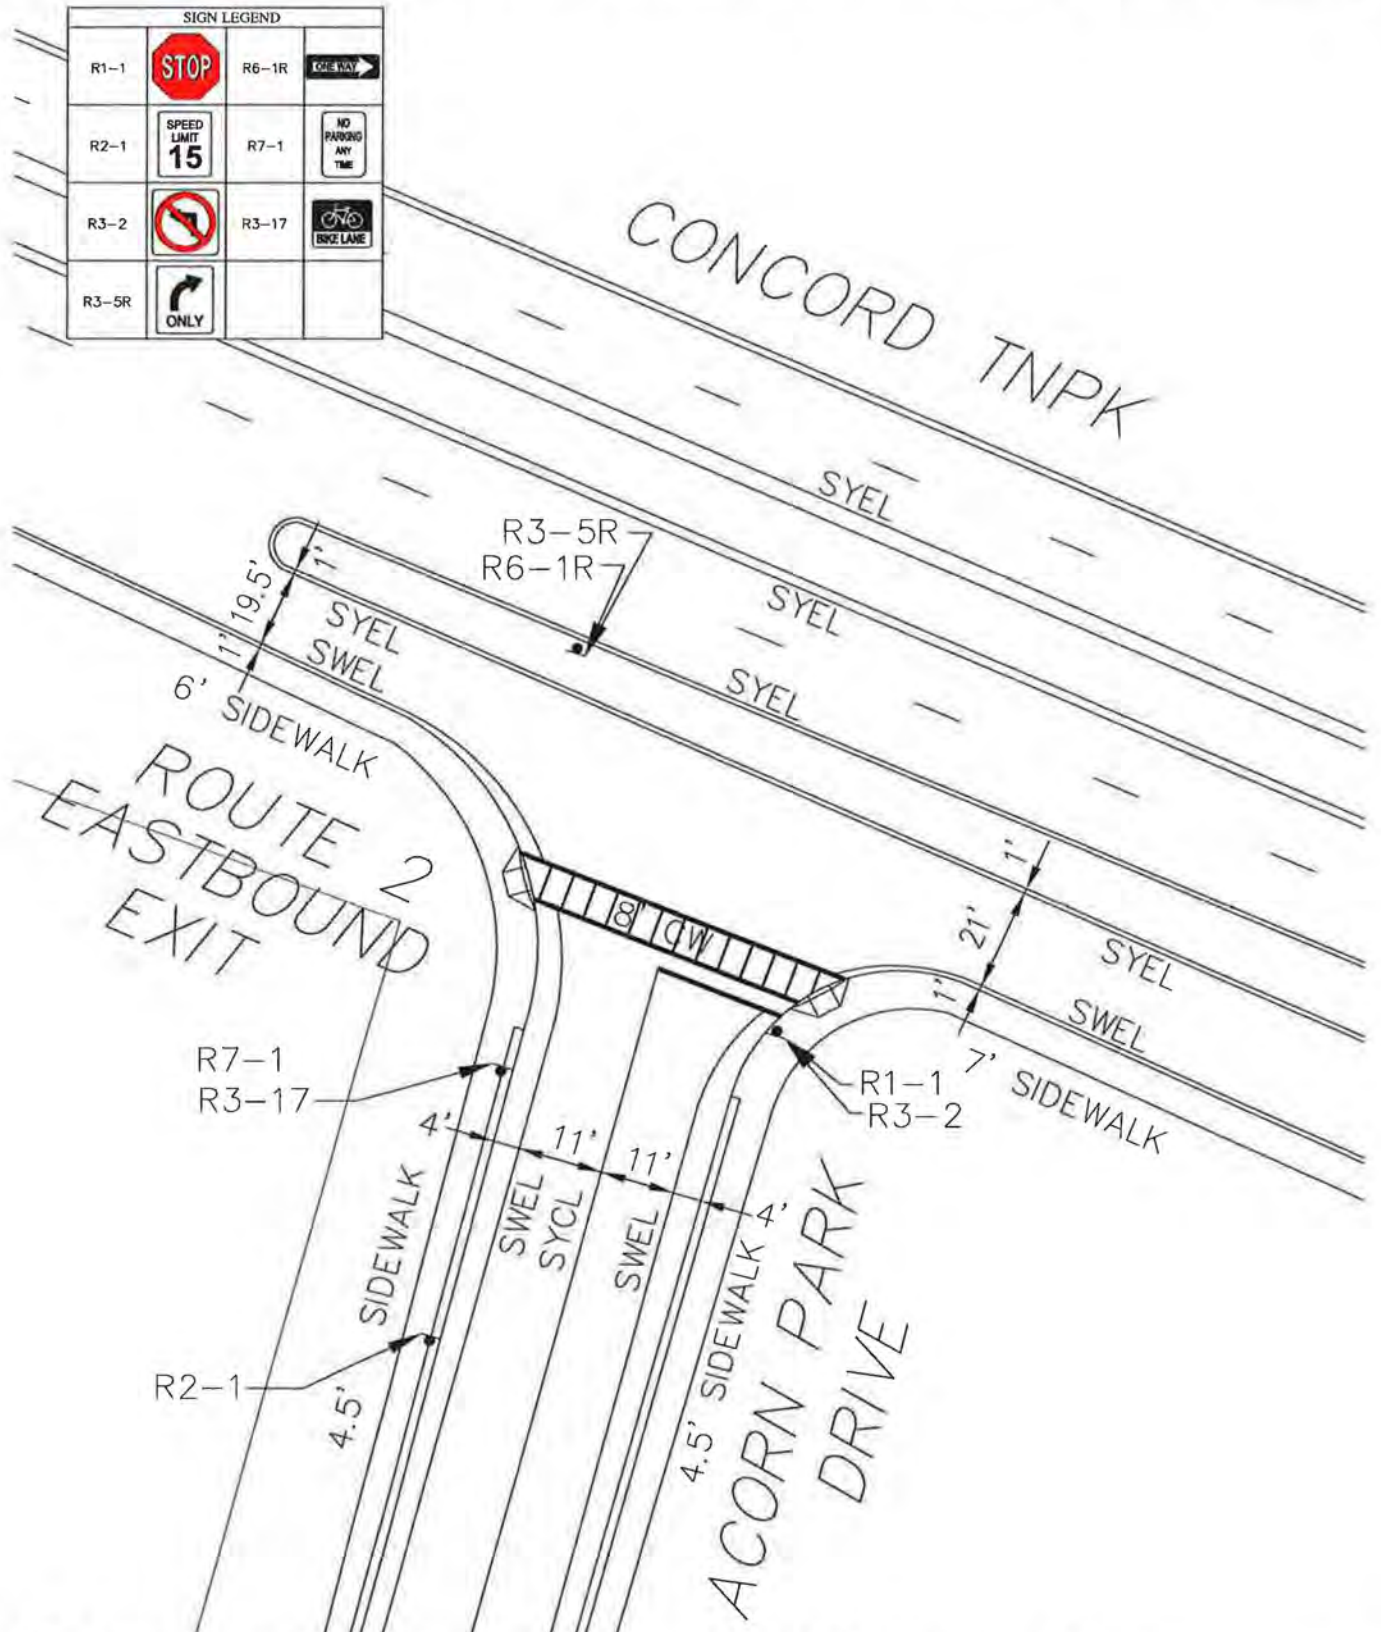 SIGN LEGEND
R1-1
STOP
R6-1R
ONE WAY
R2-1
SPEED
LIMIT
15
R7-1
NO
PARKING
ANY
TIME
R3-2
R3-17
BIKE LANE
R3-5R
ONLY
CONCORD TNPK
SYEL
R3-5R
R6-1R
SYEL
SYEL
1'
19.5'
1'
SYEL
SWEL
6' SIDEWALK
ROUTE 2
EASTBOUND
EXIT
8' CW
1'
21'
1'
SYEL
SWEL
7' SIDEWALK
R7-1
R3-17
R1-1
R3-2
4'
11'
11'
4'
SWEL
SYCL
SWEL
4.5' SIDEWALK
4.5' SIDEWALK
R2-1
ACORN PARK
DRIVE